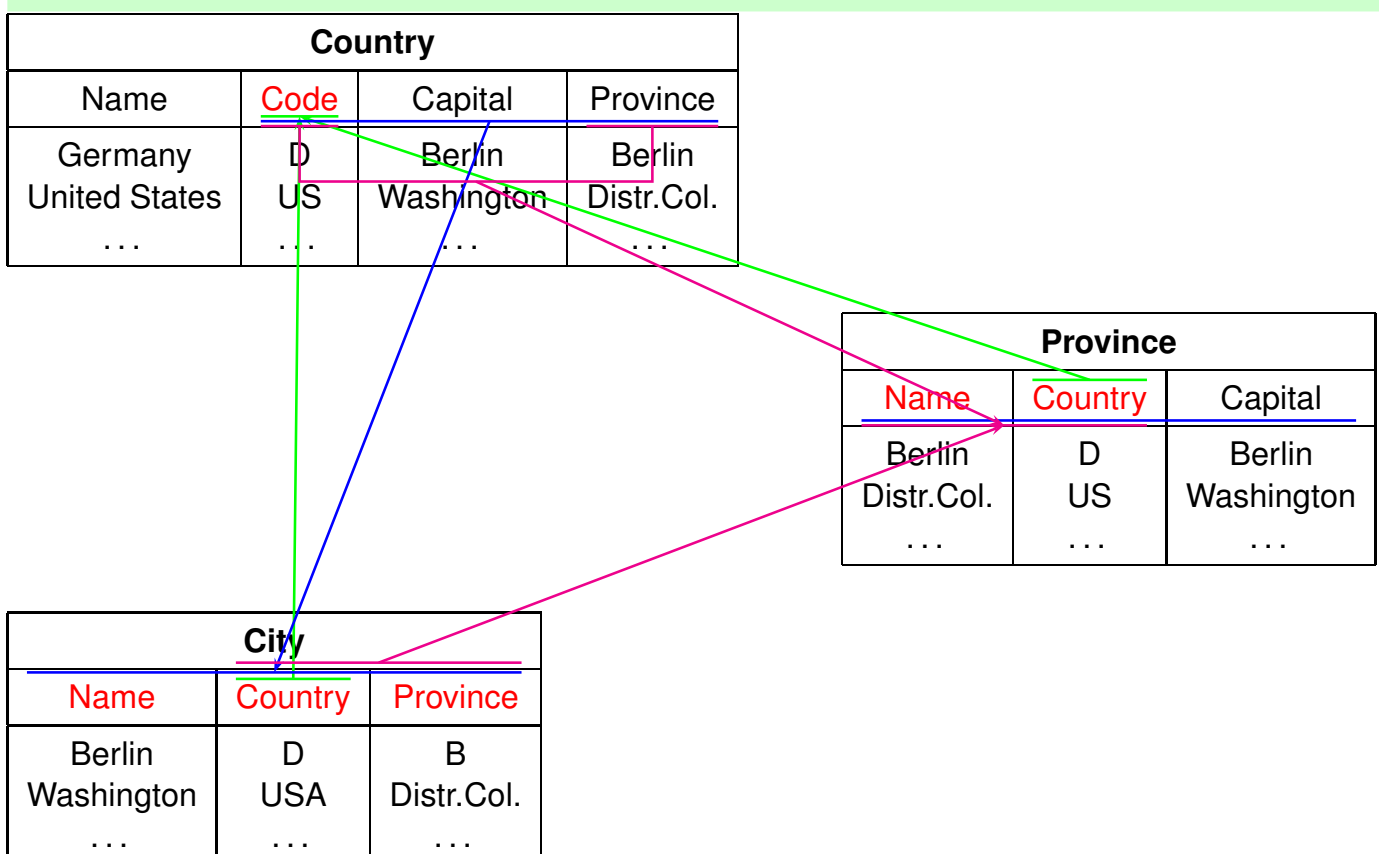 Country
Name Code Capital Province
Germany D Berlin Berlin
United States US Washington Distr.Col.
... ... ... ...
Province
Name Country Capital
Berlin D Berlin
Distr.Col. US Washington
... ... ...
City
Name Country Province
Berlin D B
Washington USA Distr.Col.
... ... ...